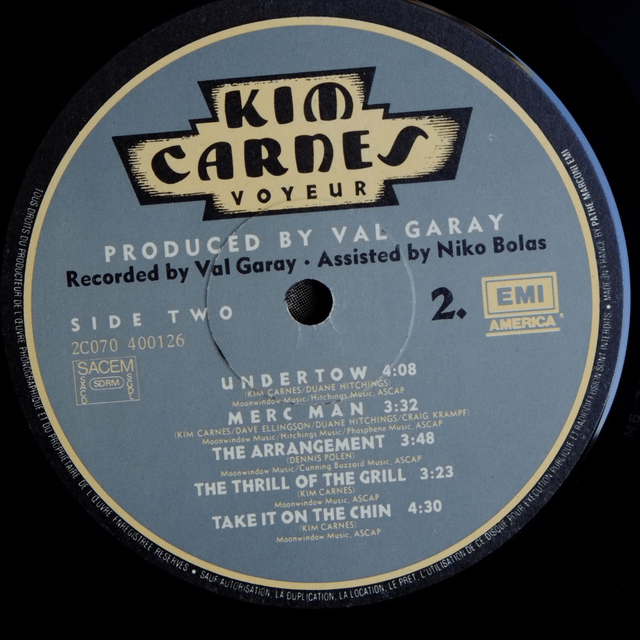 KIM
CARNES
VOYEUR
PRODUCED BY VAL GARAY
Recorded by Val Garay · Assisted by Niko Bolas
SIDE TWO
2.
EMI
AMERICA
2C070 400126
SACEM
SDRM
SACD
UNDERTOW 4:08
(KIM CARNES/DUANE HITCHINGS)
Moonwindow Music/Hitchings Music, ASCAP
MERC MAN 3:32
(KIM CARNES/DAVE ELLINGSON/DUANE HITCHINGS/CRAIG KRAMPF)
Moonwindow Music/Hitchings Music/Phosphene Music, ASCAP
THE ARRANGEMENT 3:48
(DENNIS POLEN)
Moonwindow Music/Cunning Buzzard Music, ASCAP
THE THRILL OF THE GRILL 3:23
(KIM CARNES)
Moonwindow Music, ASCAP
TAKE IT ON THE CHIN 4:30
(KIM CARNES)
Moonwindow Music, ASCAP
TOUS DROITS DU PRODUCTEUR ET DU PROPRIETAIRE DE L'ŒUVRE ENREGISTREE RESERVES • SAUF AUTORISATION, LA DUPLICATION, LA LOCATION, LE PRET, L'UTILISATION DE CE DISQUE POUR EXECUTION PUBLIQUE ET RADIODIFFUSION SONT INTERDITS • MADE IN FRANCE BY PATHE MARCONI EMI